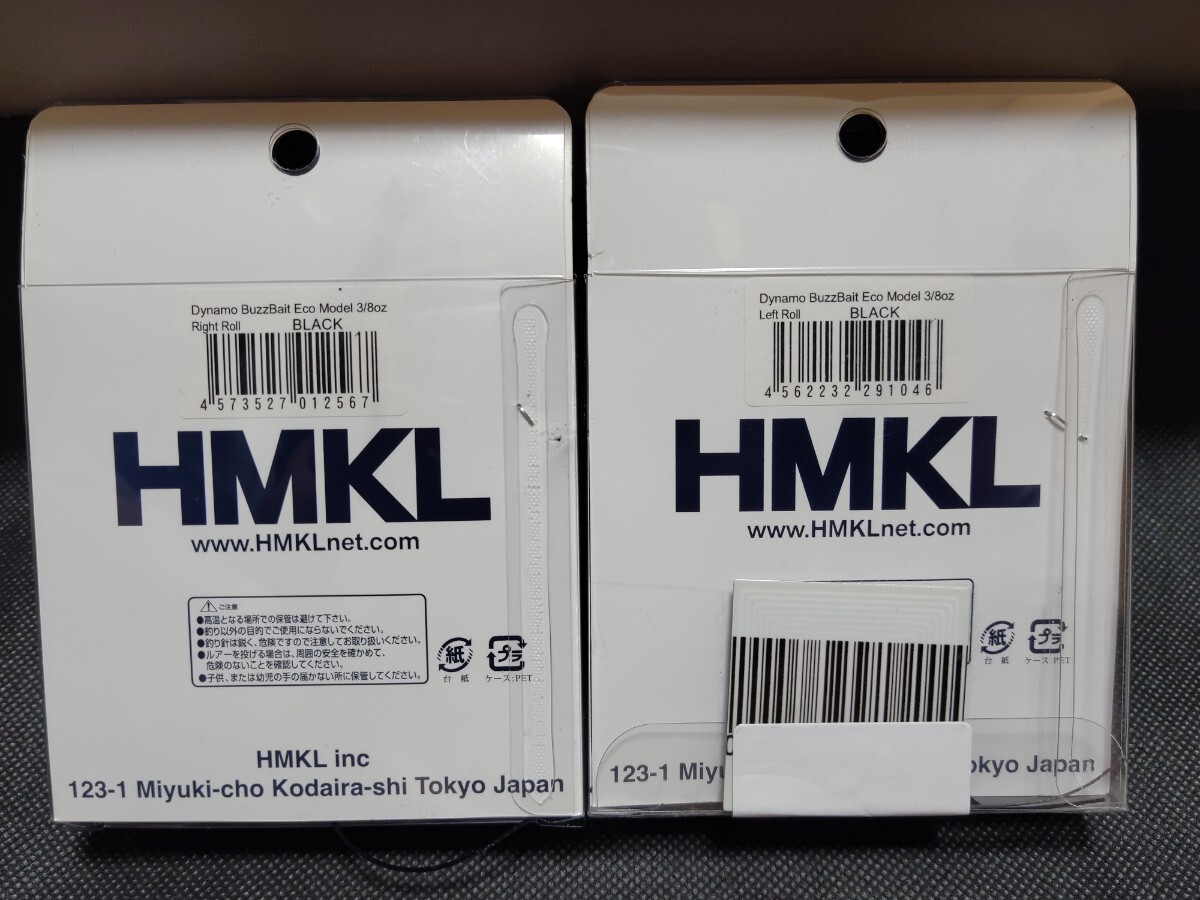 Dynamo BuzzBait Eco Model 3/8oz
Right Roll BLACK
4 573527 012567
HMKL
www.HMKLnet.com
ご注意
●高温となる場所での保管は避けて下さい。
●釣り以外の目的でご使用にならないでください。
●釣り針は鋭く、危険ですので注意してお取り扱いください。
●ルアーを投げる場合は、周囲の安全を確かめて、
危険のないことを確認してください。
●子供、または幼児の手の届かない所に保管してください。
紙
台紙
プラ
ケース:PET
HMKL inc
123-1 Miyuki-cho Kodaira-shi Tokyo Japan
Dynamo BuzzBait Eco Model 3/8oz
Left Roll BLACK
4 562232 291046
HMKL
www.HMKLnet.com
紙
台紙
プラ
ケース:PET
123-1 Miyu
okyo Japan